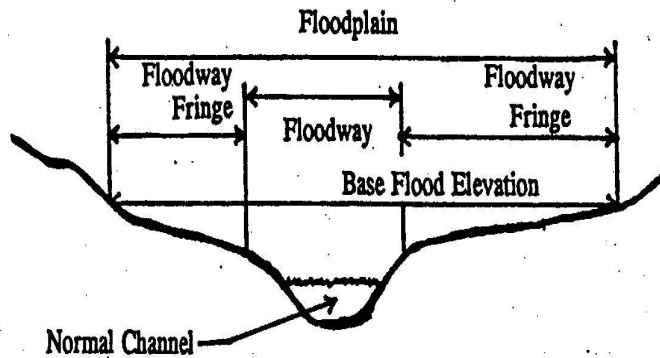 Floodplain
Floodway
Fringe
Floodway
Floodway
Fringe
Base Flood Elevation
Normal Channel